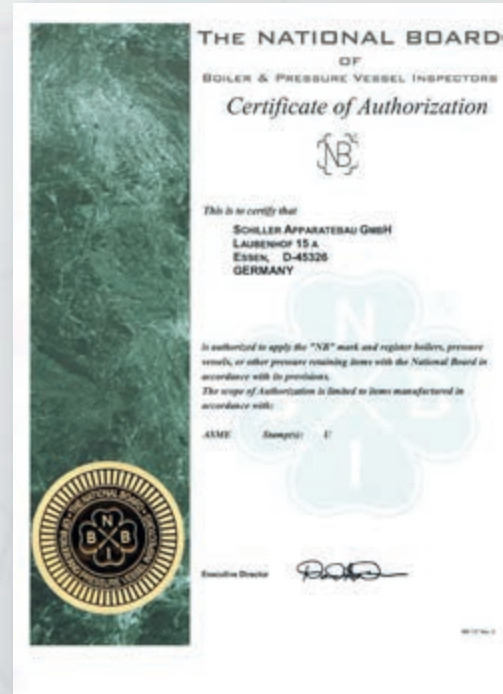 THE NATIONAL BOARD
OF
BOILER & PRESSURE VESSEL INSPECTORS
Certificate of Authorization
NB
This is to certify that
SCHILLER APPARATEBAU GMBH
LAUBENHOF 15 A
ESSEN, D-45326
GERMANY
is authorized to apply the "NB" mark and register boilers, pressure
vessels, or other pressure retaining items with the National Board in
accordance with its provisions.
The scope of Authorization is limited to items manufactured in
accordance with:
ASME Stamp(s): U
N
B B
I
THE NATIONAL BOARD
Executive Director